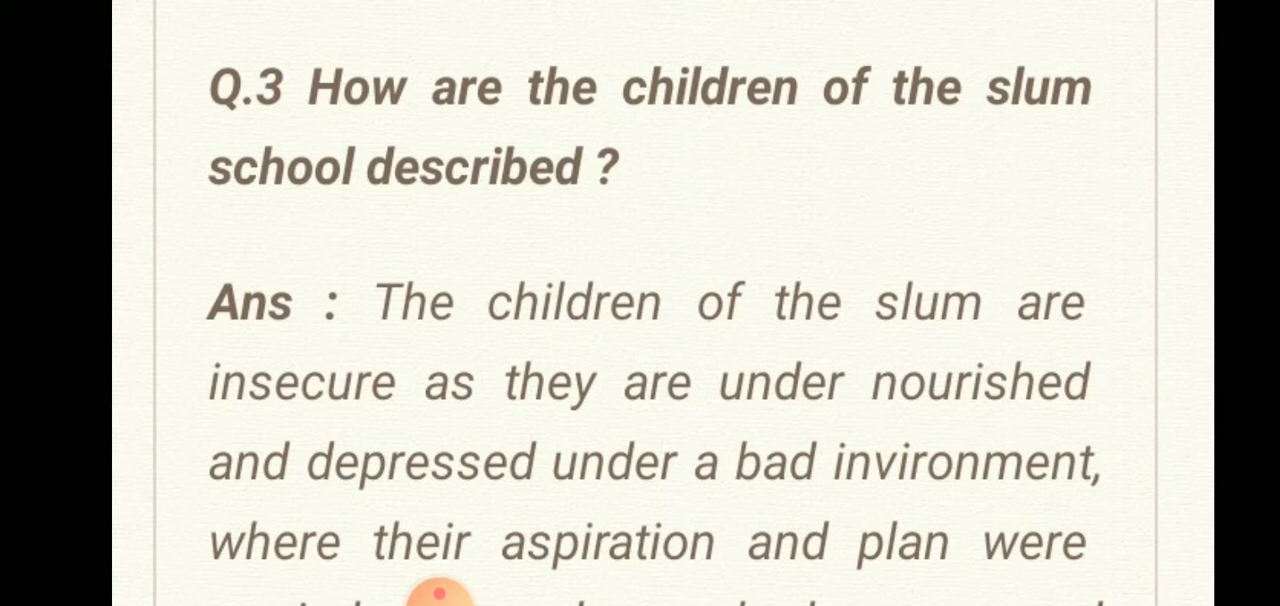 Q.3 How are the children of the slum
school described ?
Ans : The children of the slum are
insecure as they are under nourished
and depressed under a bad invironment,
where their aspiration and plan were